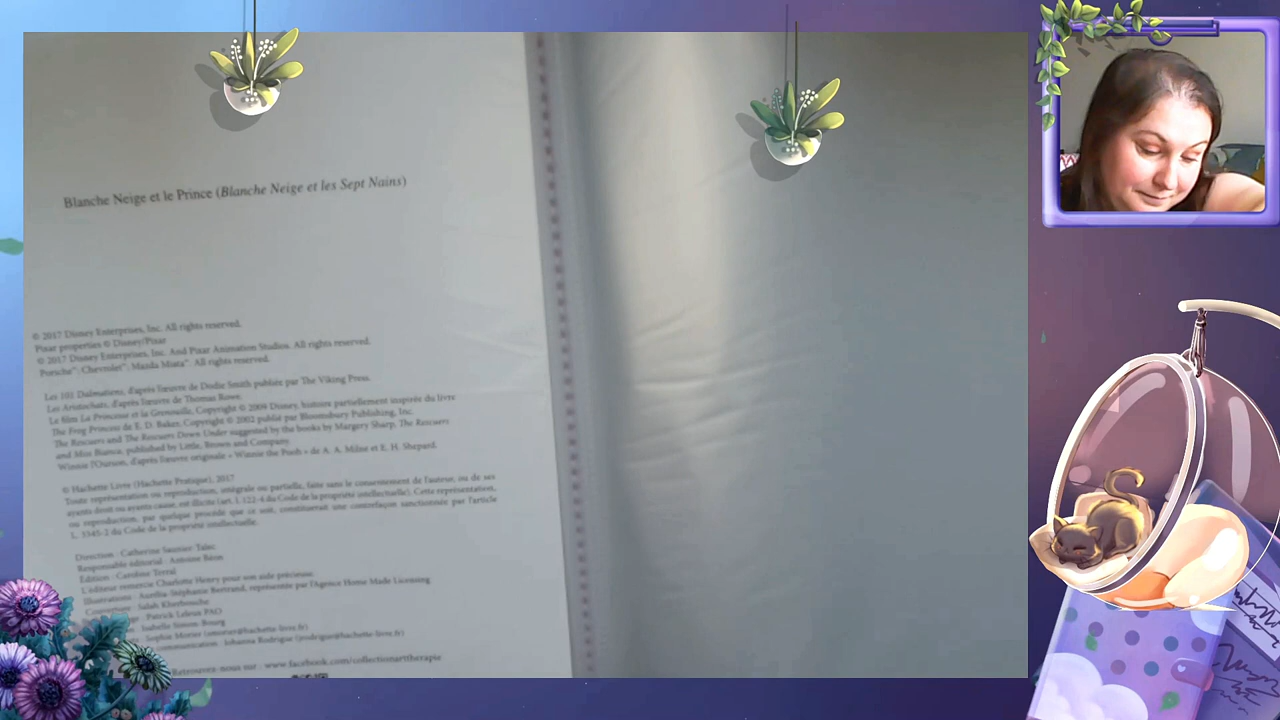 Blanche Neige et le Prince (Blanche Neige et les Sept Nains)
© 2017 Disney Enterprises, Inc. All rights reserved.
Pixar properties © Disney/Pixar
© 2017 Disney Enterprises, Inc. And Pixar Animation Studios. All rights reserved.
Porsche™; Chevrolet™; Mazda Miata™. All rights reserved.
Les 101 Dalmatiens, d'après l'œuvre de Dodie Smith publiée par The Viking Press.
Les Aristochats, d'après l'œuvre de Thomas Rowe.
Le film La Princesse et la Grenouille, Copyright © 2009 Disney, histoire partiellement inspirée du livre
The Frog Princess de E. D. Baker, Copyright © 2002 publié par Bloomsbury Publishing, Inc.
The Rescuers and The Rescuers Down Under suggested by the books by Margery Sharp, The Rescuers
and Miss Bianca, published by Little, Brown and Company.
Winnie l'Ourson, d'après l'œuvre originale « Winnie the Pooh » de A. A. Milne et E. H. Shepard.
© Hachette Livre (Hachette Pratique), 2017
Toute représentation ou reproduction, intégrale ou partielle, faite sans le consentement de l'auteur, ou de ses
ayants droit ou ayants cause, est illicite (art. L 122-4 du Code de la propriété intellectuelle). Cette représentation,
ou reproduction, par quelque procédé que ce soit, constituerait une contrefaçon sanctionnée par l'article
L. 3345-2 du Code de la propriété intellectuelle.
Direction : Catherine Saunier-Talec
Responsable éditorial : Antoine Béon
Édition : Caroline Terral
L'éditeur remercie Charlotte Henry pour son aide précieuse.
Illustrations : Aurélia-Stéphanie Bertrand, représentée par l'Agence Home Made Licensing
Couverture : Salah Kherbouche
: Patrick Leleux PAO
: Isabelle Simon-Bourg
Sophie Morier (smorier@hachette-livre.fr)
: Johanna Rodrigue (jrodrigue@hachette-livre.fr)
Retrouvez-nous sur : www.facebook.com/collectionarttherapie